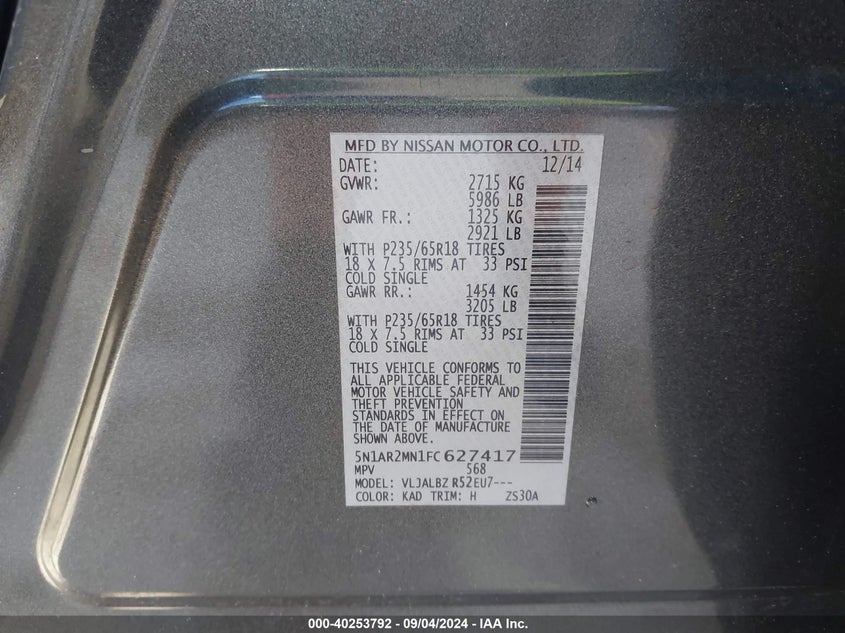 MFD BY NISSAN MOTOR CO., LTD.
DATE: 12/14
GVWR: 2715 KG
5986 LB
GAWR FR.: 1325 KG
2921 LB
WITH P235/65R18 TIRES
18 X 7.5 RIMS AT 33 PSI
COLD SINGLE
GAWR RR.: 1454 KG
3205 LB
WITH P235/65R18 TIRES
18 X 7.5 RIMS AT 33 PSI
COLD SINGLE
THIS VEHICLE CONFORMS TO
ALL APPLICABLE FEDERAL
MOTOR VEHICLE SAFETY AND
THEFT PREVENTION
STANDARDS IN EFFECT ON
THE DATE OF MANUFACTURE
SHOWN ABOVE.
5N1AR2MN1FC 627417
MPV 568
MODEL: VLJALBZ R52EU7---
COLOR: KAD TRIM: H ZS30A
000-40253792 - 09/04/2024 - IAA Inc.